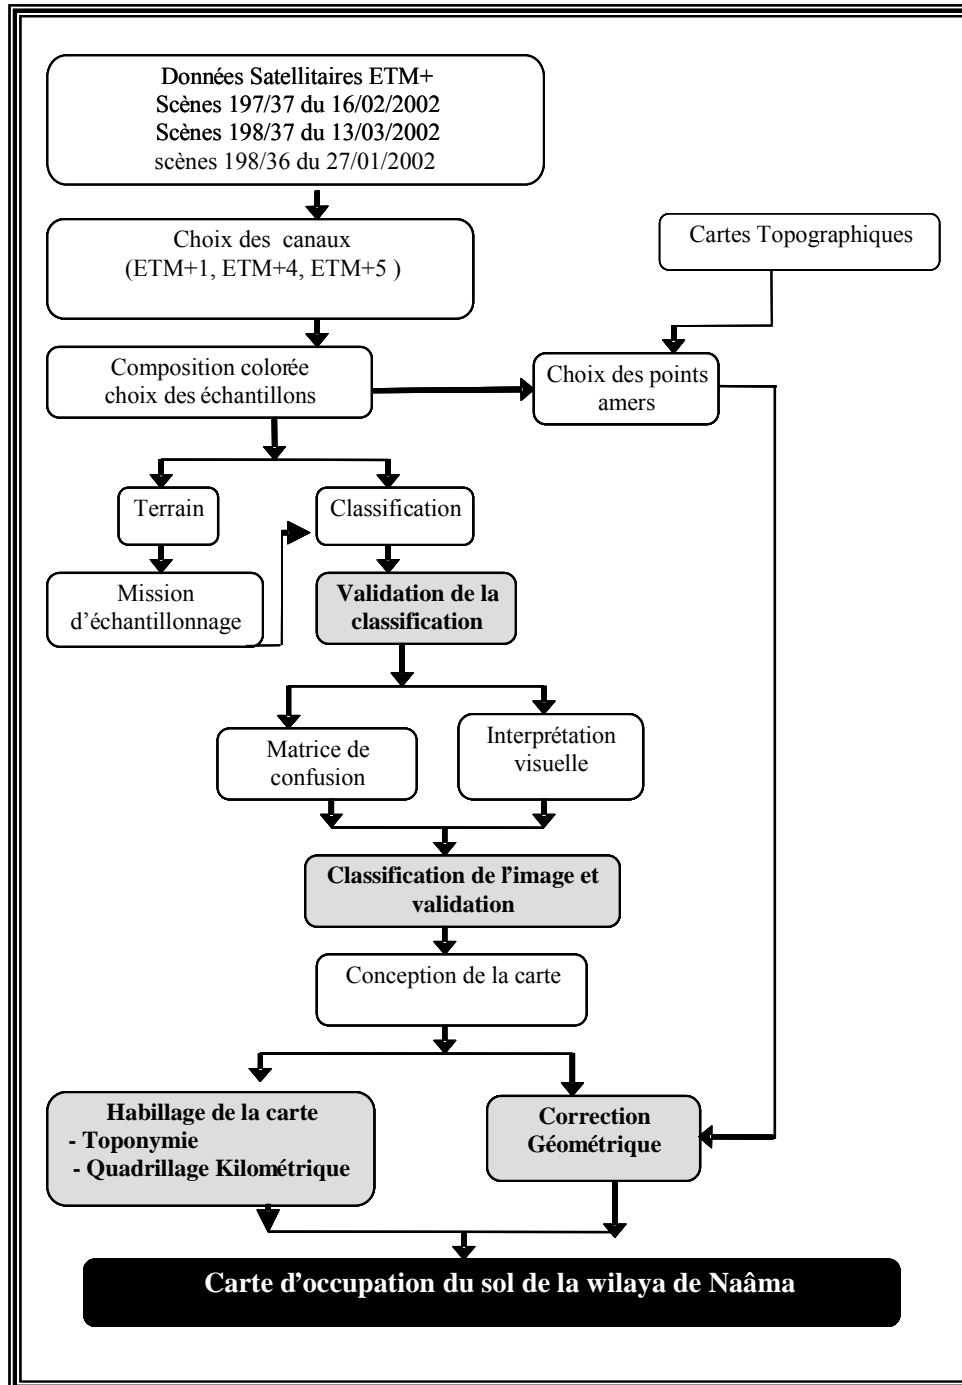 Données Satellitaires ETM+
Scènes 197/37 du 16/02/2002
Scènes 198/37 du 13/03/2002
scènes 198/36 du 27/01/2002
Choix des canaux
(ETM+1, ETM+4, ETM+5 )
Cartes Topographiques
Composition colorée
choix des échantillons
Choix des points
amers
Terrain
Classification
Mission
d’échantillonnage
Validation de la
classification
Matrice de
confusion
Interprétation
visuelle
Classification de l’image et
validation
Conception de la carte
Habillage de la carte
- Toponymie
- Quadrillage Kilométrique
Correction
Géométrique
Carte d’occupation du sol de la wilaya de Naâma